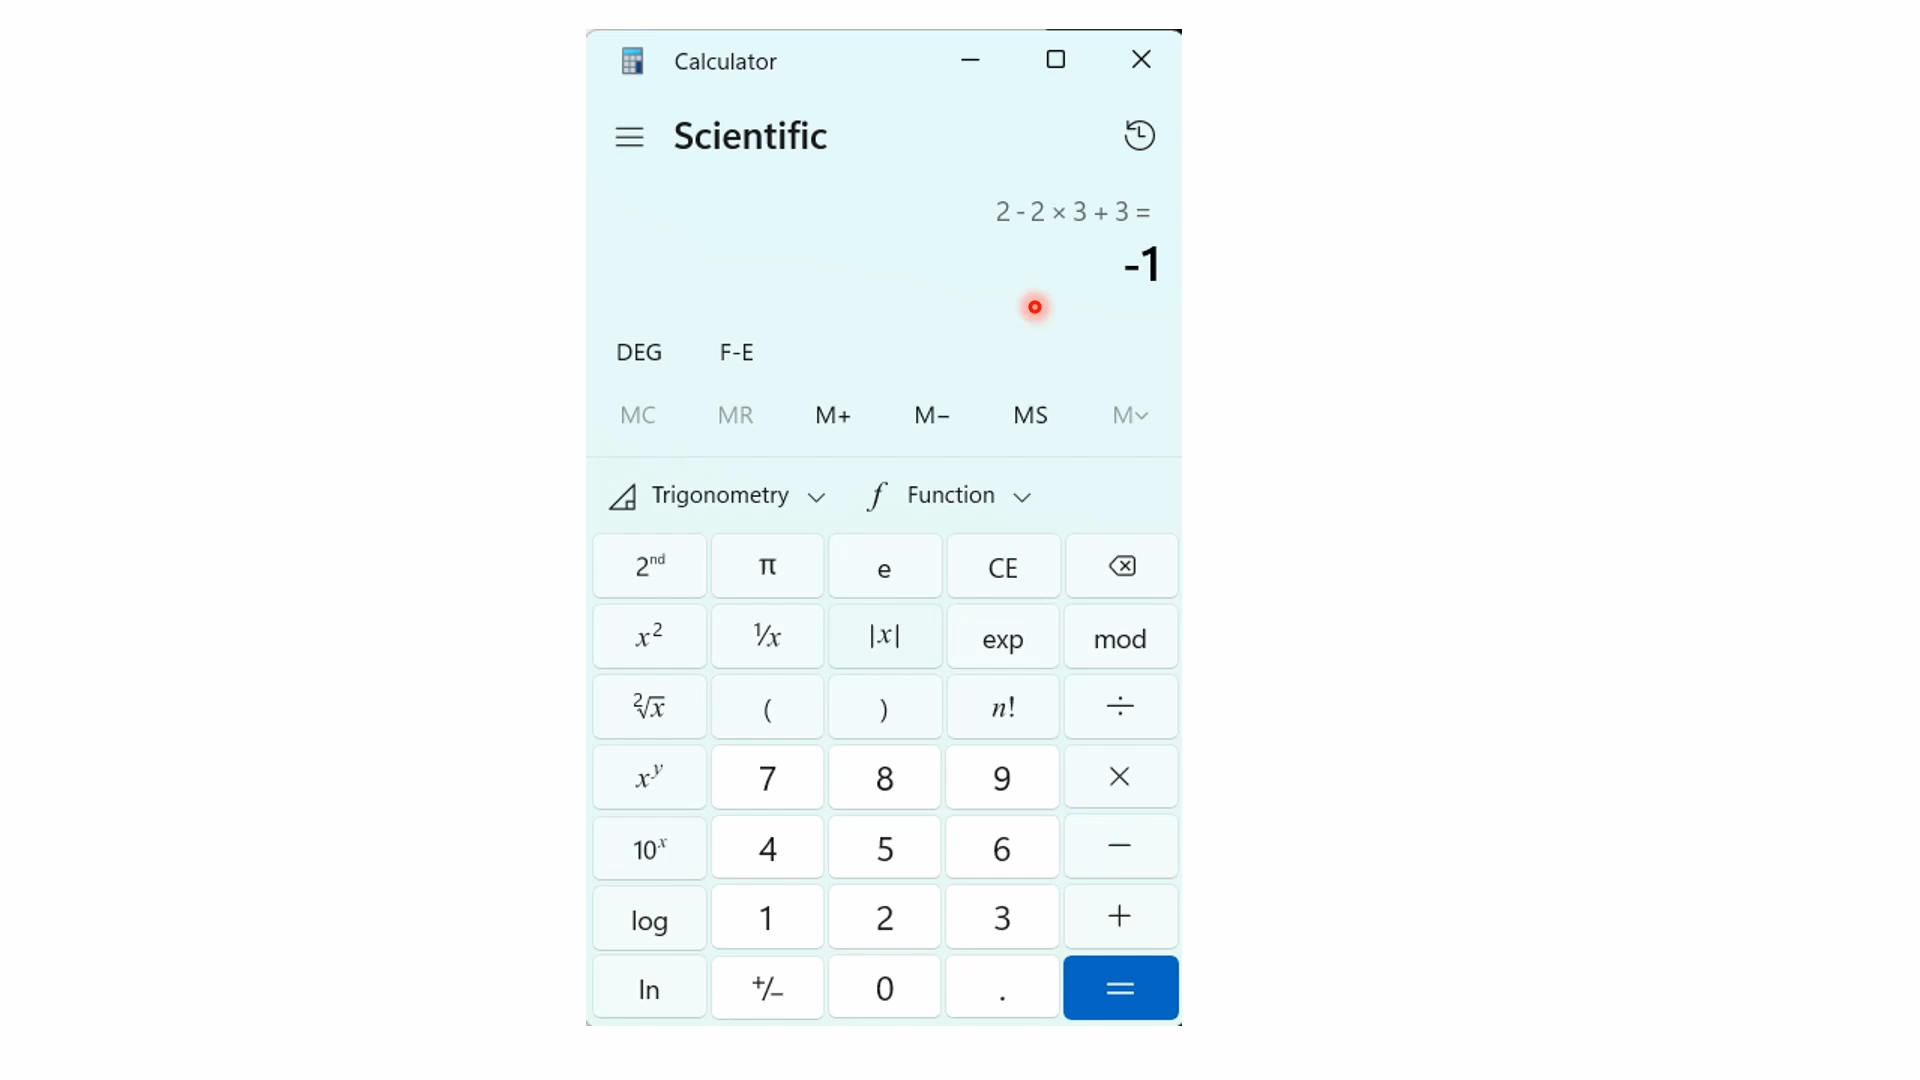 Calculator
Scientific
2 - 2 × 3 + 3 =
-1
DEG F-E
MC MR M+ M− MS M
Trigonometry f Function
2nd π e CE
x² ¹⁄x |x| exp mod
²√x ( ) n! ÷
xʸ 7 8 9 ×
10ˣ 4 5 6 −
log 1 2 3 +
ln +/− 0 . =